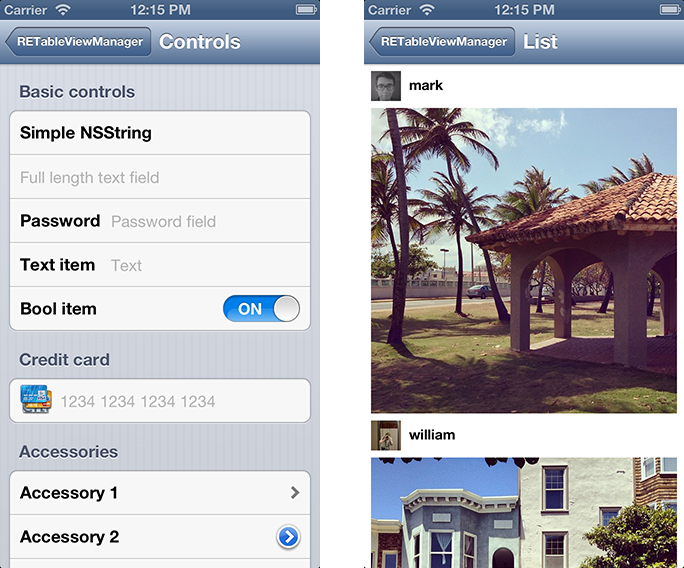 Carrier 12:15 PM
RETableViewManager Controls
Basic controls
Simple NSString
Full length text field
Password Password field
Text item Text
Bool item ON
Credit card
1234 1234 1234 1234
Accessories
Accessory 1
Accessory 2
Carrier 12:15 PM
RETableViewManager List
mark
william